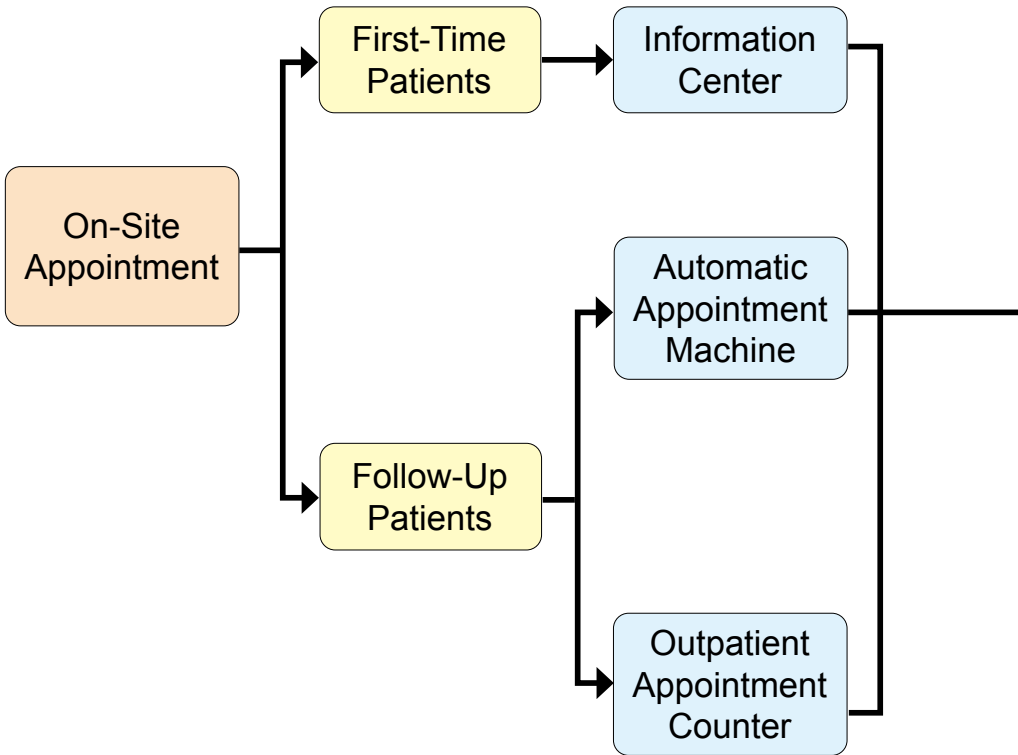 First-Time
Patients
Information
Center
On-Site
Appointment
Automatic
Appointment
Machine
Follow-Up
Patients
Outpatient
Appointment
Counter